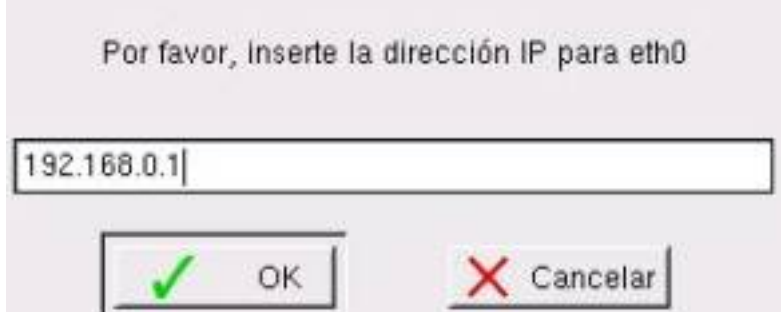 Por favor, inserte la dirección IP para eth0
192.168.0.1
OK
Cancelar